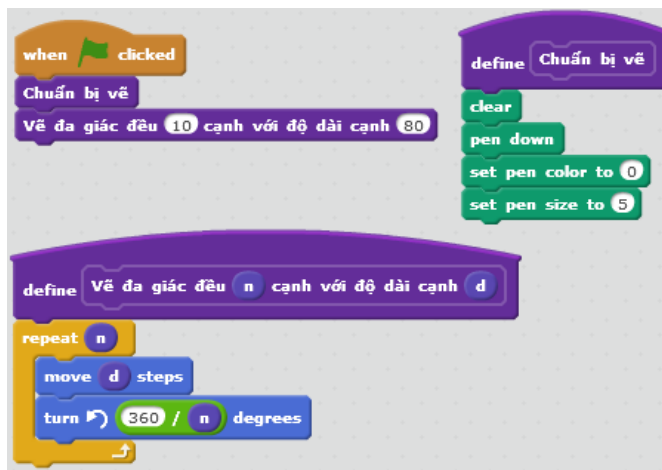 when clicked
Chuẩn bị vẽ
Vẽ đa giác đều 10 cạnh với độ dài cạnh 80
define Chuẩn bị vẽ
clear
pen down
set pen color to 0
set pen size to 5
define Vẽ đa giác đều n cạnh với độ dài cạnh d
repeat n
move d steps
turn 360 / n degrees